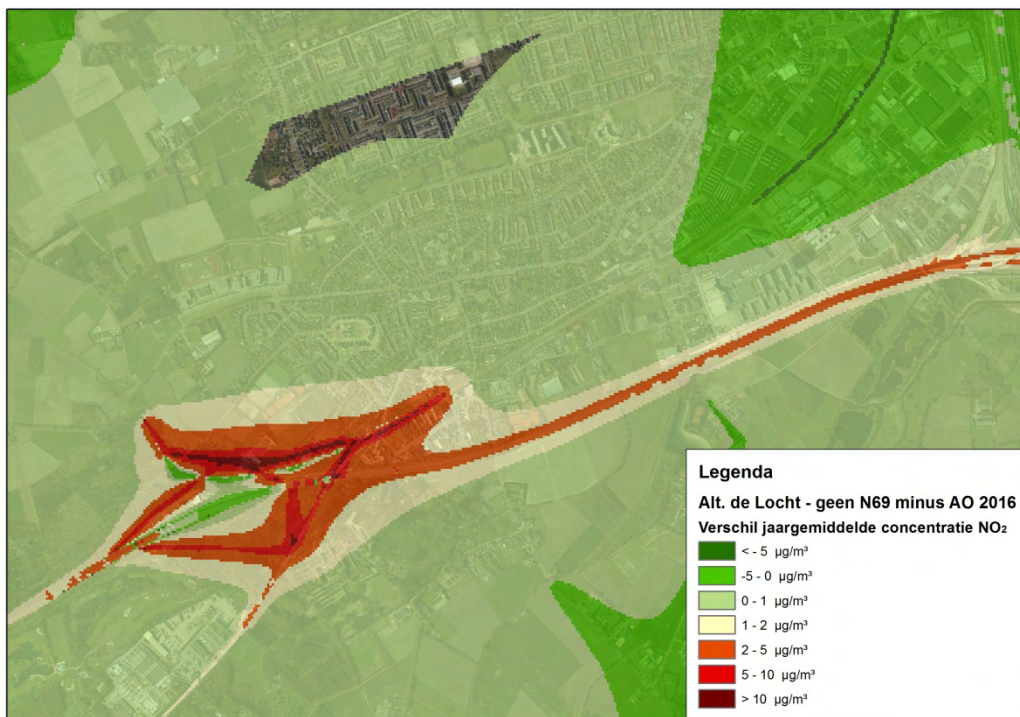 Legenda
Alt. de Locht - geen N69 minus AO 2016
Verschil jaargemiddelde concentratie NO₂
< - 5 µg/m³
-5 - 0 µg/m³
0 - 1 µg/m³
1 - 2 µg/m³
2 - 5 µg/m³
5 - 10 µg/m³
> 10 µg/m³